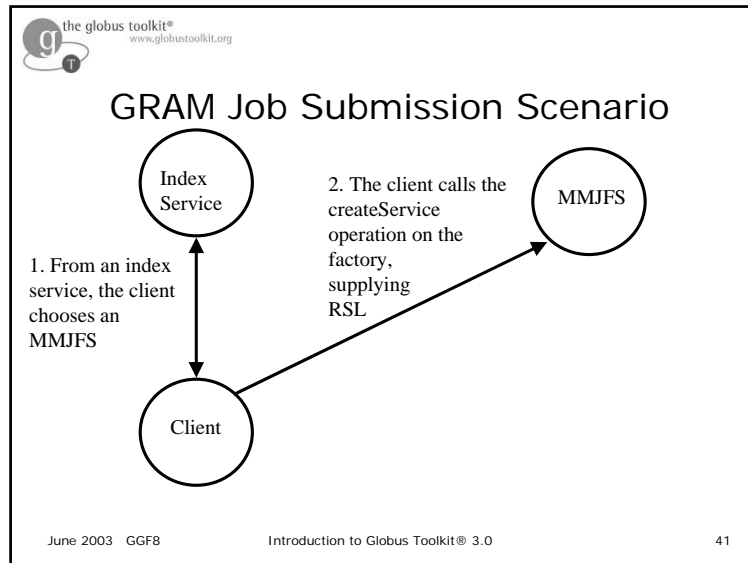 the globus toolkit®
www.globustoolkit.org
g
T
GRAM Job Submission Scenario
Index
Service
2. The client calls the
createService
operation on the
factory,
supplying
RSL
MMJFS
1. From an index
service, the client
chooses an
MMJFS
Client
June 2003 GGF8
Introduction to Globus Toolkit® 3.0
41